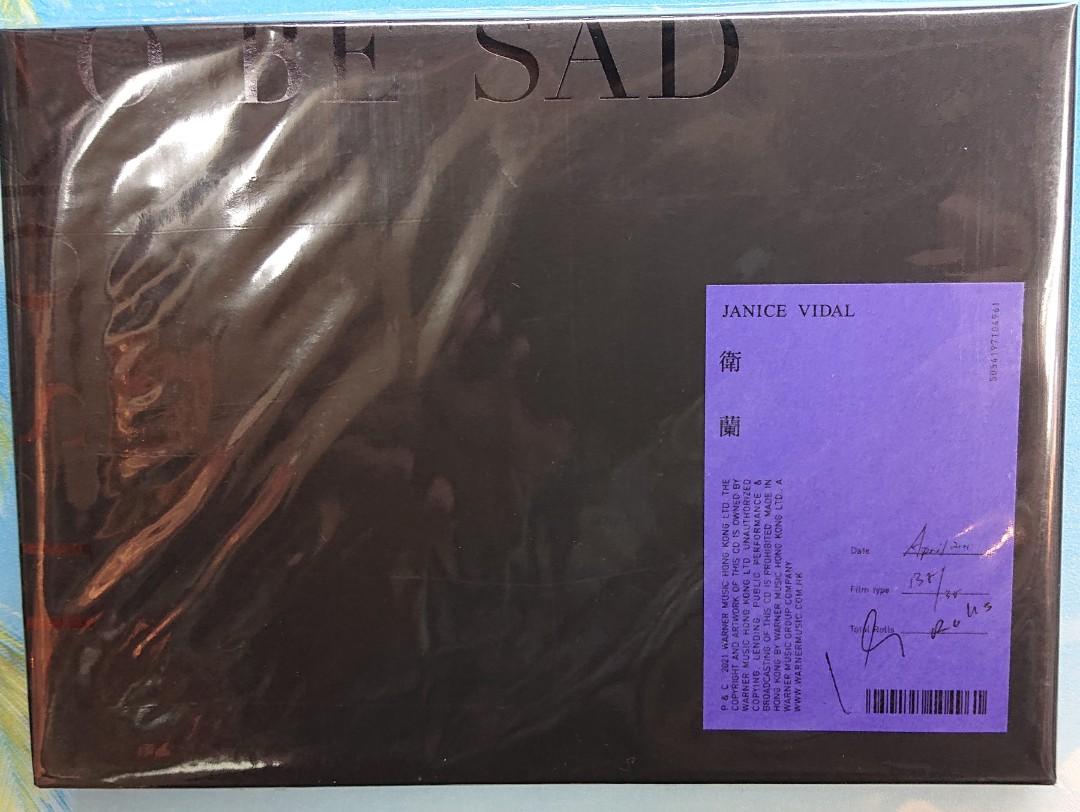 O BE SAD
JANICE VIDAL
衛
蘭
5054197104961
P & C 2021 WARNER MUSIC HONG KONG LTD. THE
COPYRIGHT AND ARTWORK OF THIS CD IS OWNED BY
WARNER MUSIC HONG KONG LTD UNAUTHORIZED
COPYING, LENDING, PUBLIC PERFORMANCE &
BROADCASTING OF THIS CD IS PROHIBITED. MADE IN
HONG KONG BY WARNER MUSIC HONG KONG LTD. A
WARNER MUSIC GROUP COMPANY
WWW.WARNERMUSIC.COM.HK
Date April
Film type
Total Rolls